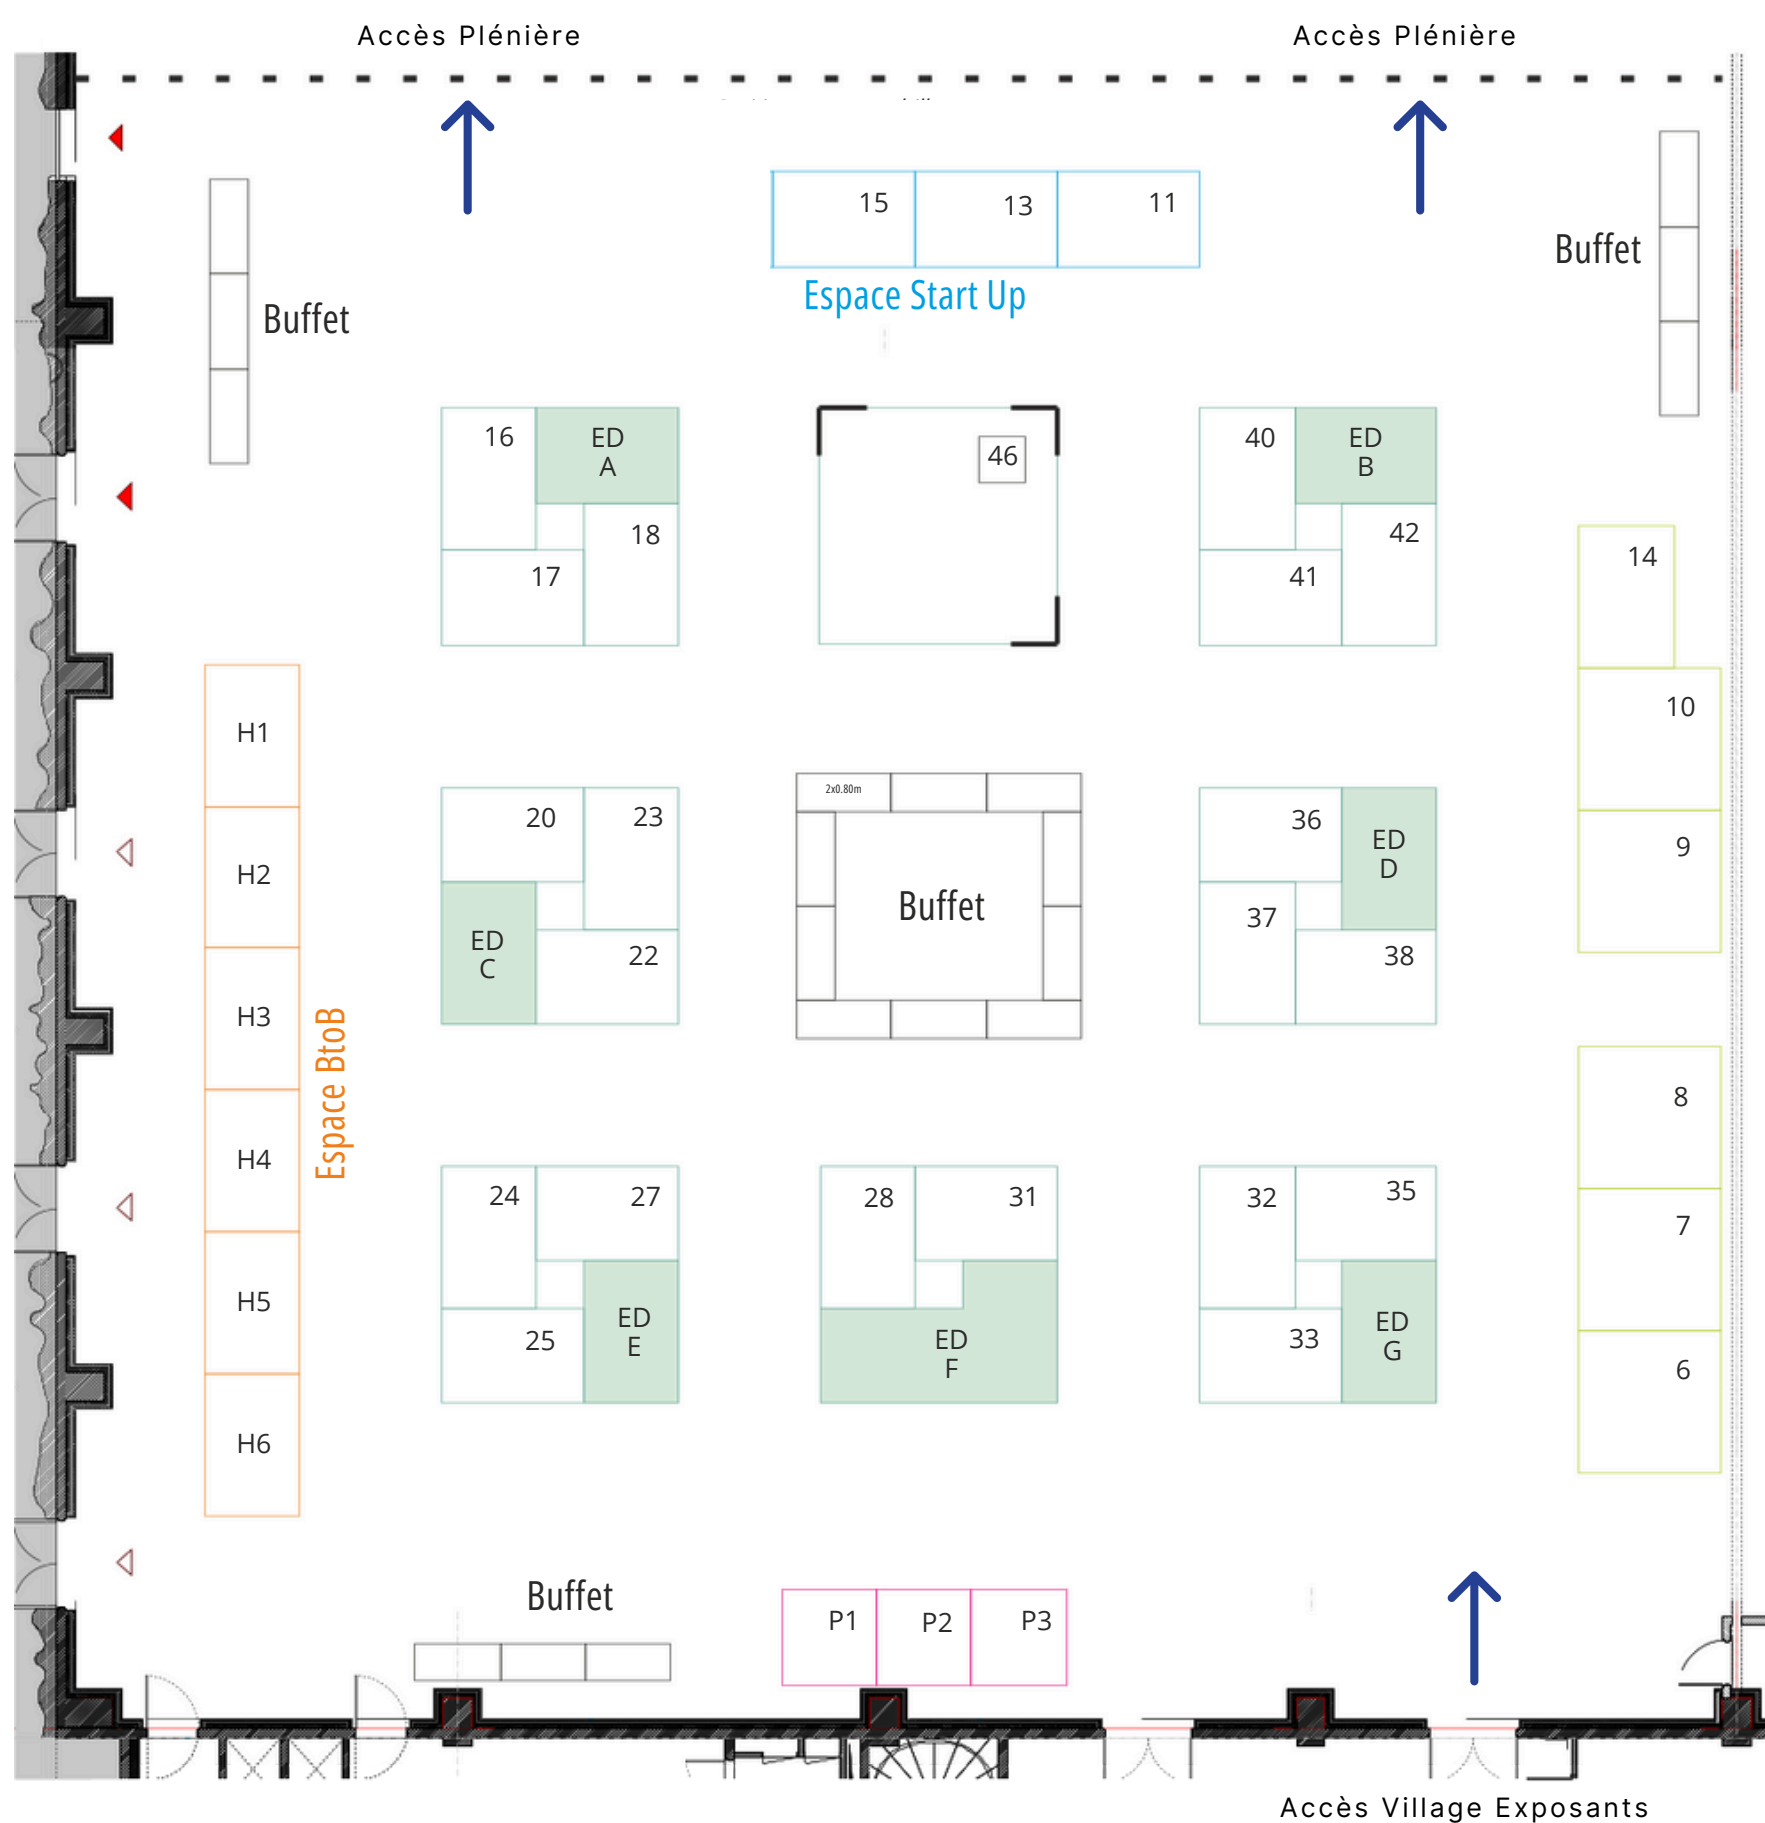 Accès Plénière
Accès Plénière
15
13
11
Espace Start Up
Buffet
Buffet
16
ED
A
18
17
46
40
ED
B
42
41
14
10
9
H1
H2
H3
H4
H5
H6
Espace BtoB
20
23
ED
C
22
2x0.80m
Buffet
36
ED
D
37
38
8
7
6
24
27
25
ED
E
28
31
ED
F
32
35
33
ED
G
Buffet
P1
P2
P3
Accès Village Exposants